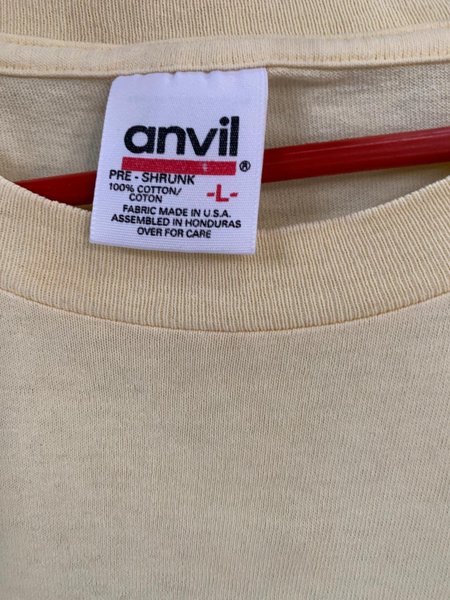 anvil®
PRE - SHRUNK
100% COTTON/
COTON
-L-
FABRIC MADE IN U.S.A.
ASSEMBLED IN HONDURAS
OVER FOR CARE